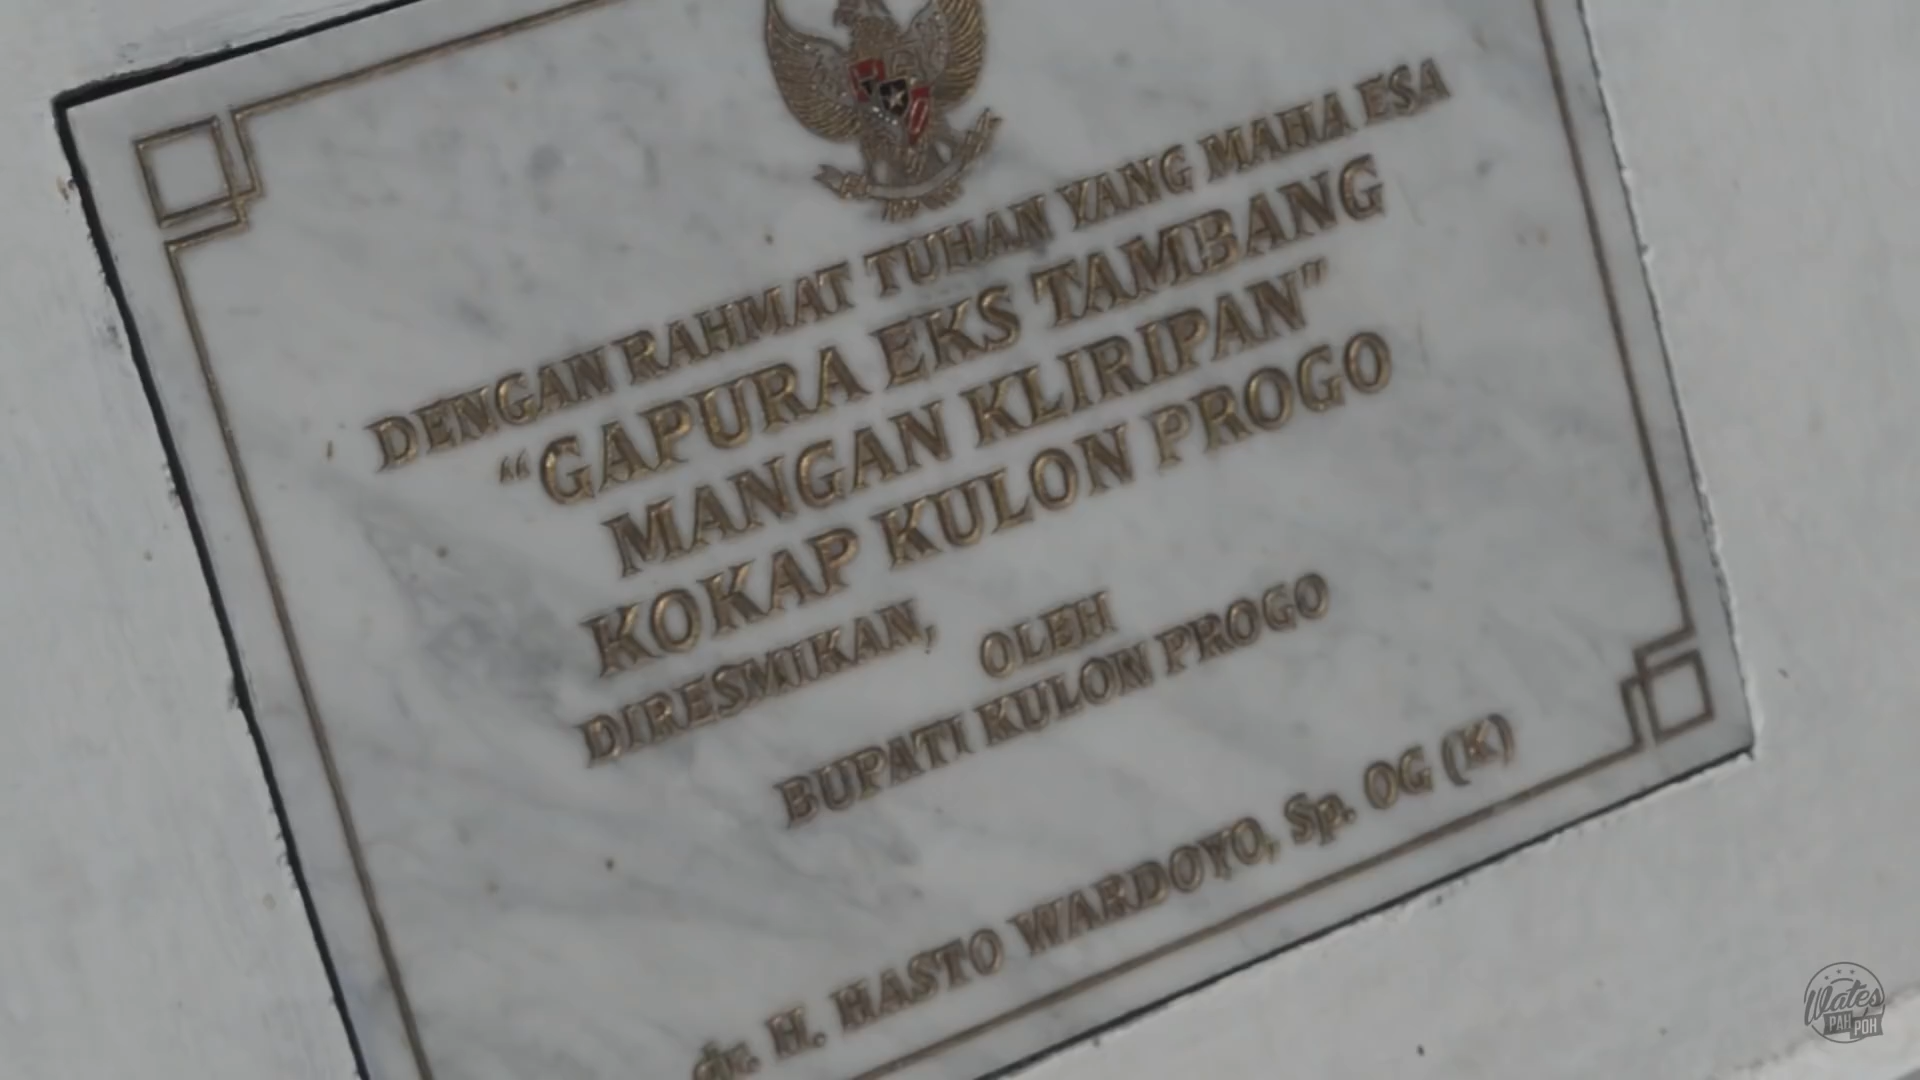 DENGAN RAHMAT TUHAN YANG MAHA ESA
“GAPURA EKS TAMBANG
MANGAN KLIRIPAN”
KOKAP KULON PROGO
DIRESMIKAN, OLEH
BUPATI KULON PROGO
dr. H. HASTO WARDOYO, Sp. OG (K)
Wates
PAH POH